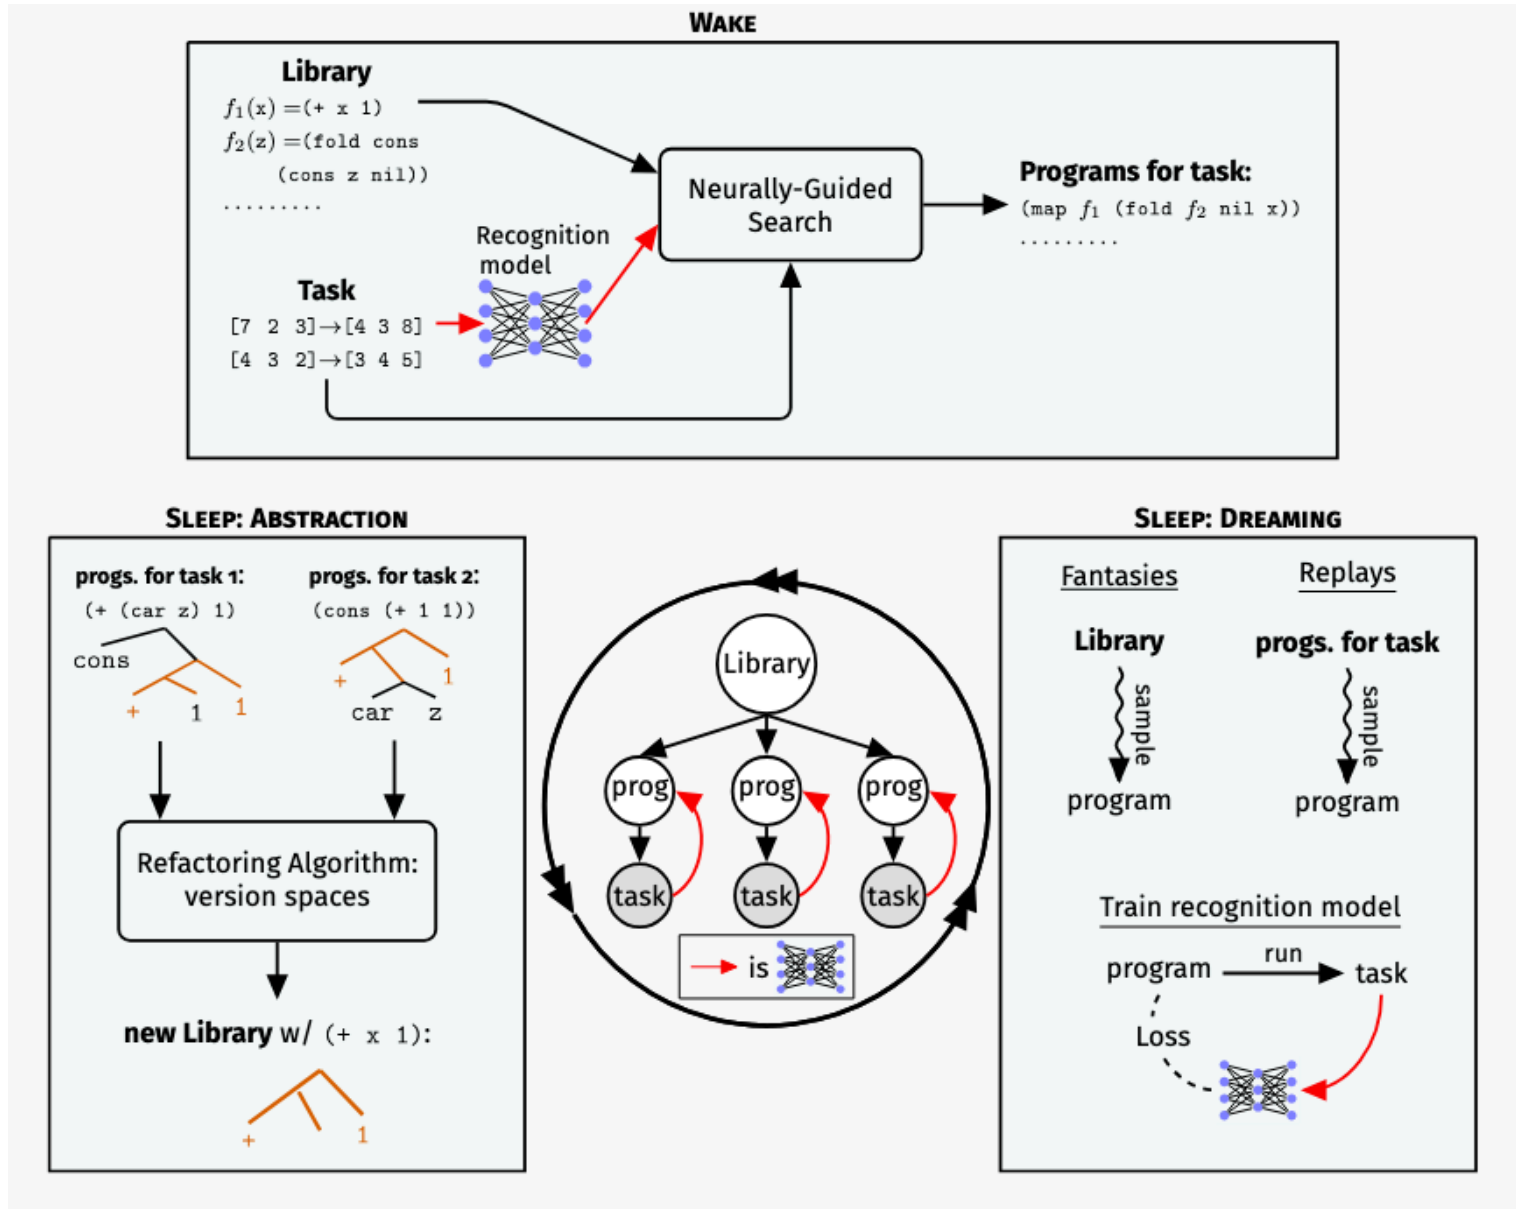 WAKE
Library
f₁(x) =(+ x 1)
f₂(z) =(fold cons
(cons z nil))
.........
Task
[7 2 3]→[4 3 8]
[4 3 2]→[3 4 5]
Recognition
model
Neurally-Guided
Search
Programs for task:
(map f₁ (fold f₂ nil x))
.........
SLEEP: ABSTRACTION
progs. for task 1:
(+ (car z) 1)
cons
+
1
1
progs. for task 2:
(cons (+ 1 1))
+
1
car z
Refactoring Algorithm:
version spaces
new Library w/ (+ x 1):
+
1
Library
prog prog prog
task task task
is
SLEEP: DREAMING
Fantasies
Library
sample
program
Replays
progs. for task
sample
program
Train recognition model
program run task
Loss